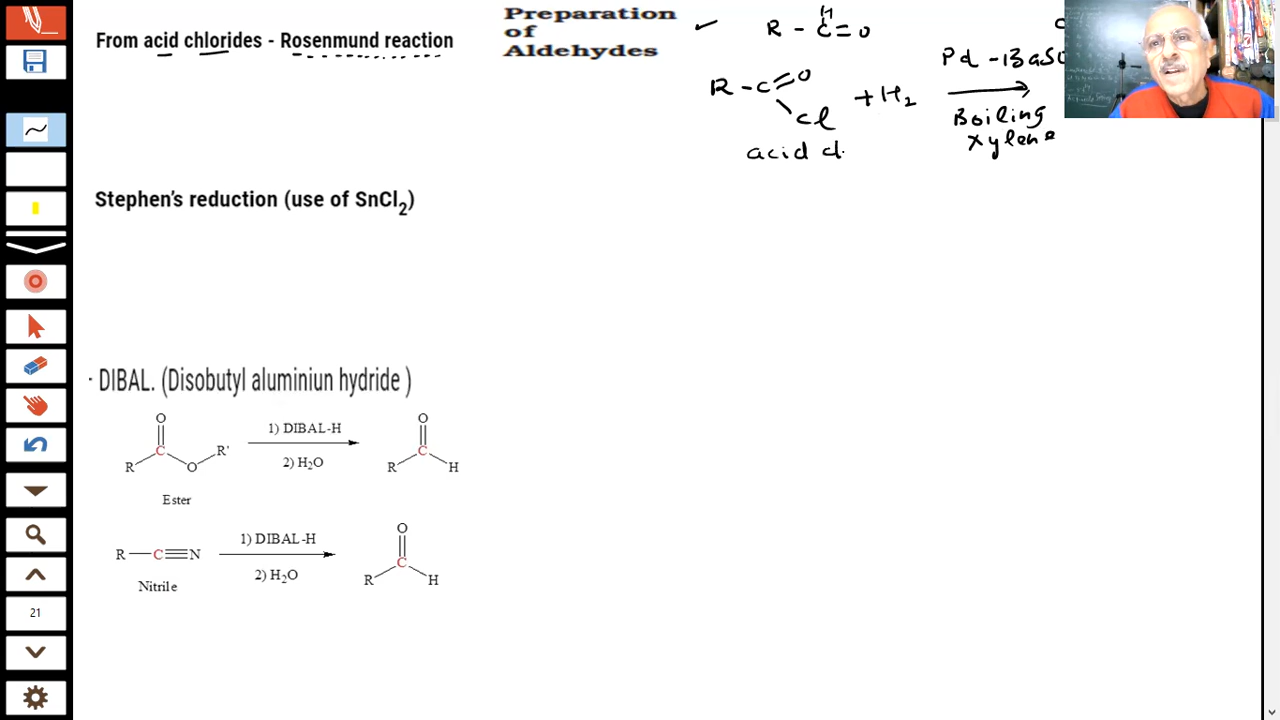 From acid chlorides - Rosenmund reaction
Preparation
of
Aldehydes
H
R - C = O
R - C = O
Cl
+ H2
Pd - BaSO
Boiling
Xylene
acid
Stephen's reduction (use of SnCl2)
· DIBAL. (Disobutyl aluminiun hydride )
O
R C O R'
1) DIBAL-H
2) H2O
O
R C H
Ester
R—C≡N
1) DIBAL-H
2) H2O
O
R C H
Nitrile
21